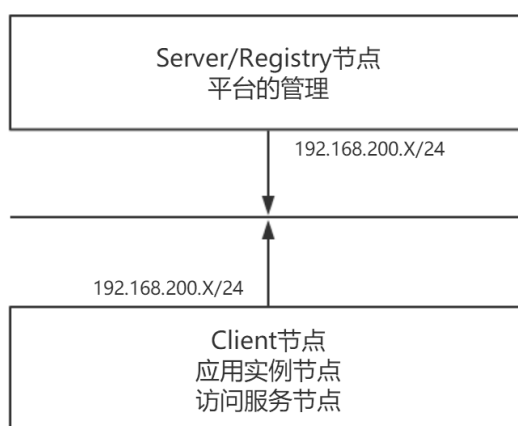 Server/Registry节点
平台的管理
192.168.200.X/24
192.168.200.X/24
Client节点
应用实例节点
访问服务节点